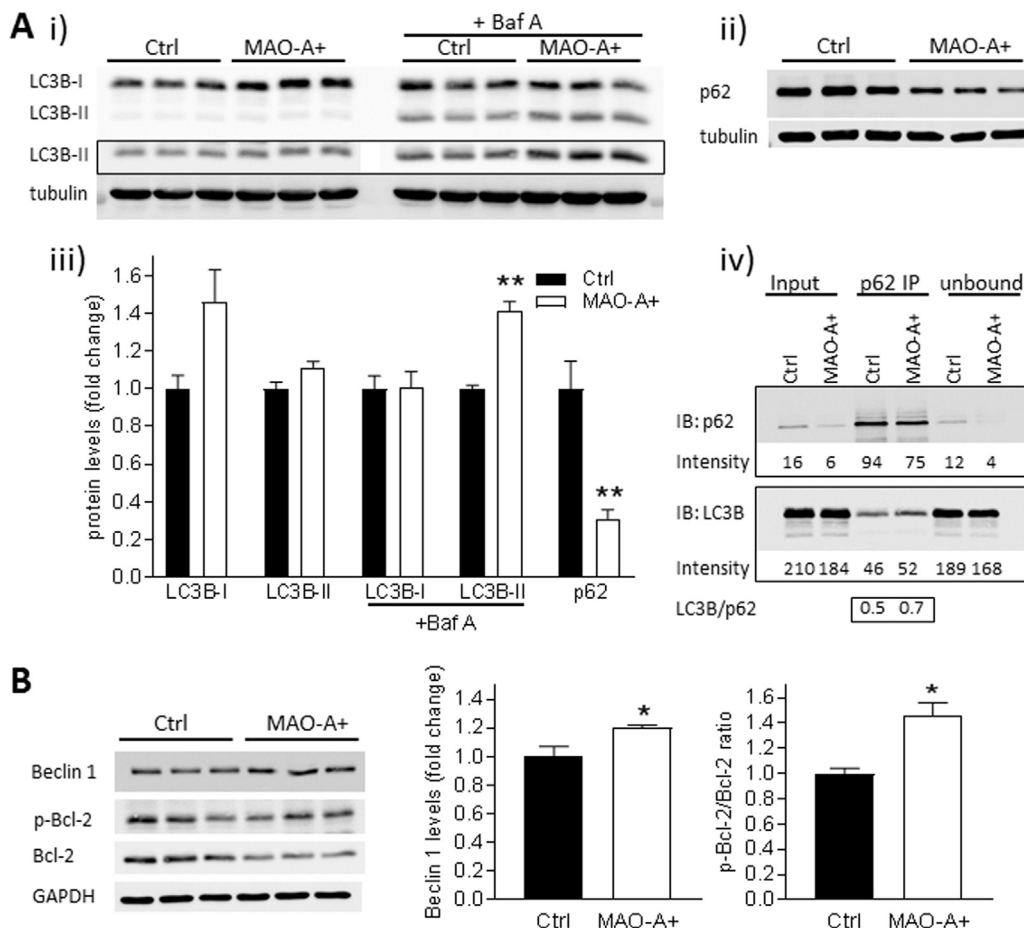 A i)
+ Baf A
Ctrl MAO-A+ Ctrl MAO-A+
LC3B-I
LC3B-II
LC3B-II
tubulin
ii)
Ctrl MAO-A+
p62
tubulin
iii)
protein levels (fold change)
1.6
1.4
1.2
1.0
0.8
0.6
0.4
0.2
0.0
** Ctrl
MAO-A+
**
LC3B-I LC3B-II LC3B-I LC3B-II p62
+Baf A
iv)
Input p62 IP unbound
Ctrl MAO-A+ Ctrl MAO-A+ Ctrl MAO-A+
IB: p62
Intensity 16 6 94 75 12 4
IB: LC3B
Intensity 210 184 46 52 189 168
LC3B/p62 0.5 0.7
B
Ctrl MAO-A+
Beclin 1
p-Bcl-2
Bcl-2
GAPDH
Beclin 1 levels (fold change)
1.4
1.2
1.0
0.8
0.6
0.4
0.2
0.0
*
Ctrl MAO-A+
p-Bcl-2/Bcl-2 ratio
1.6
1.4
1.2
1.0
0.8
0.6
0.4
0.2
0.0
*
Ctrl MAO-A+